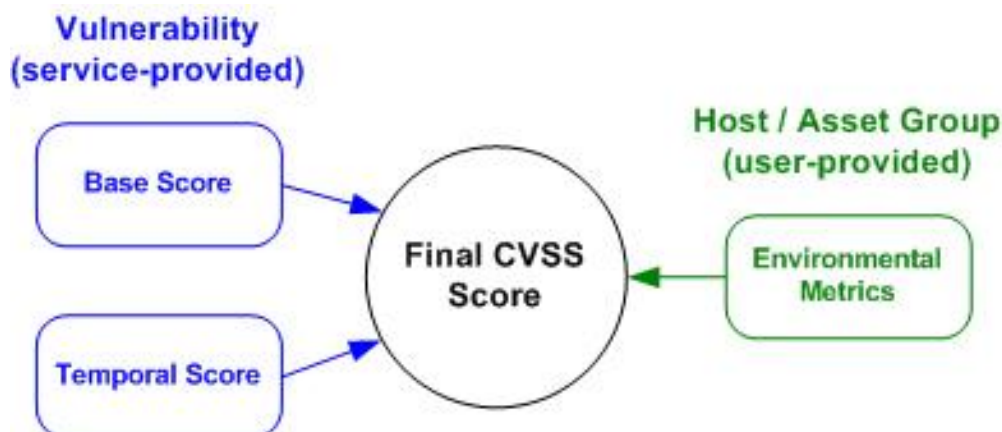 Vulnerability
(service-provided)
Base Score
Temporal Score
Final CVSS
Score
Host / Asset Group
(user-provided)
Environmental
Metrics